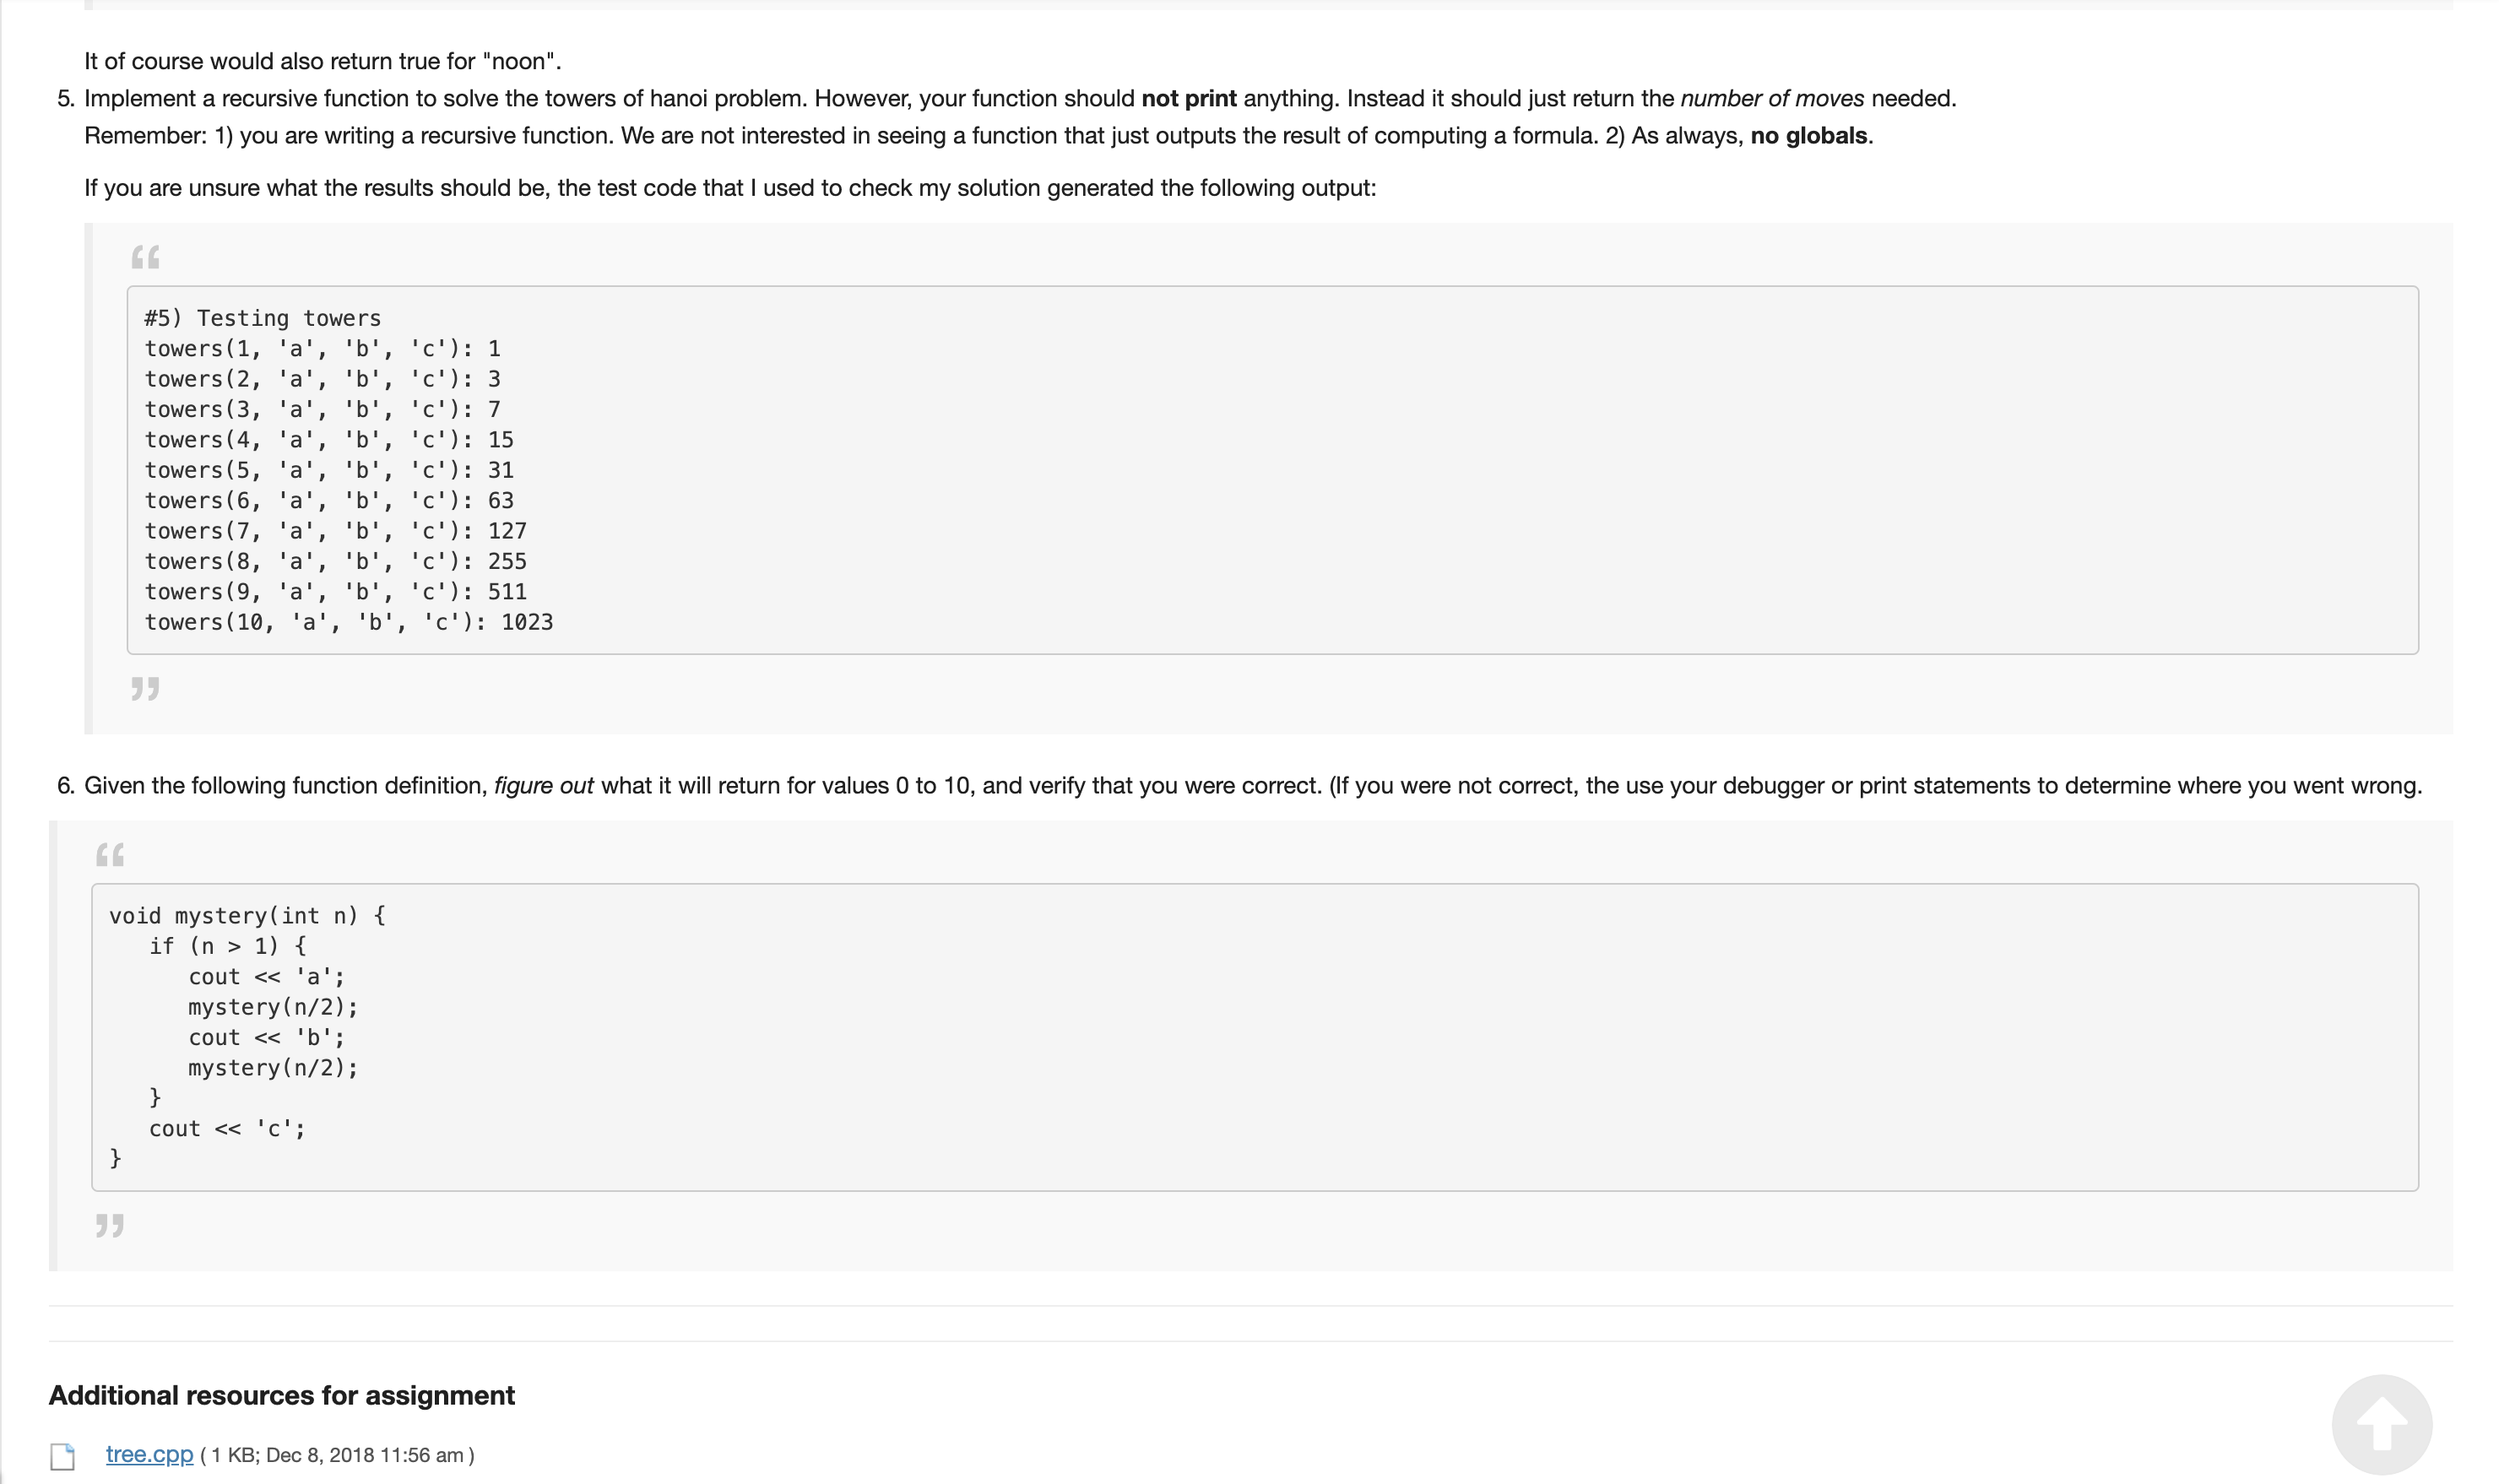 It of course would also return true for "noon".
5. Implement a recursive function to solve the towers of hanoi problem. However, your function should not print anything. Instead it should just return the number of moves needed.
Remember: 1) you are writing a recursive function. We are not interested in seeing a function that just outputs the result of computing a formula. 2) As always, no globals.
If you are unsure what the results should be, the test code that I used to check my solution generated the following output:
“
#5) Testing towers
towers(1, 'a', 'b', 'c'): 1
towers(2, 'a', 'b', 'c'): 3
towers(3, 'a', 'b', 'c'): 7
towers(4, 'a', 'b', 'c'): 15
towers(5, 'a', 'b', 'c'): 31
towers(6, 'a', 'b', 'c'): 63
towers(7, 'a', 'b', 'c'): 127
towers(8, 'a', 'b', 'c'): 255
towers(9, 'a', 'b', 'c'): 511
towers(10, 'a', 'b', 'c'): 1023
”
6. Given the following function definition, figure out what it will return for values 0 to 10, and verify that you were correct. (If you were not correct, the use your debugger or print statements to determine where you went wrong.
“
void mystery(int n) {
   if (n > 1) {
      cout << 'a';
      mystery(n/2);
      cout << 'b';
      mystery(n/2);
   }
   cout << 'c';
}
”
Additional resources for assignment
tree.cpp ( 1 KB; Dec 8, 2018 11:56 am )